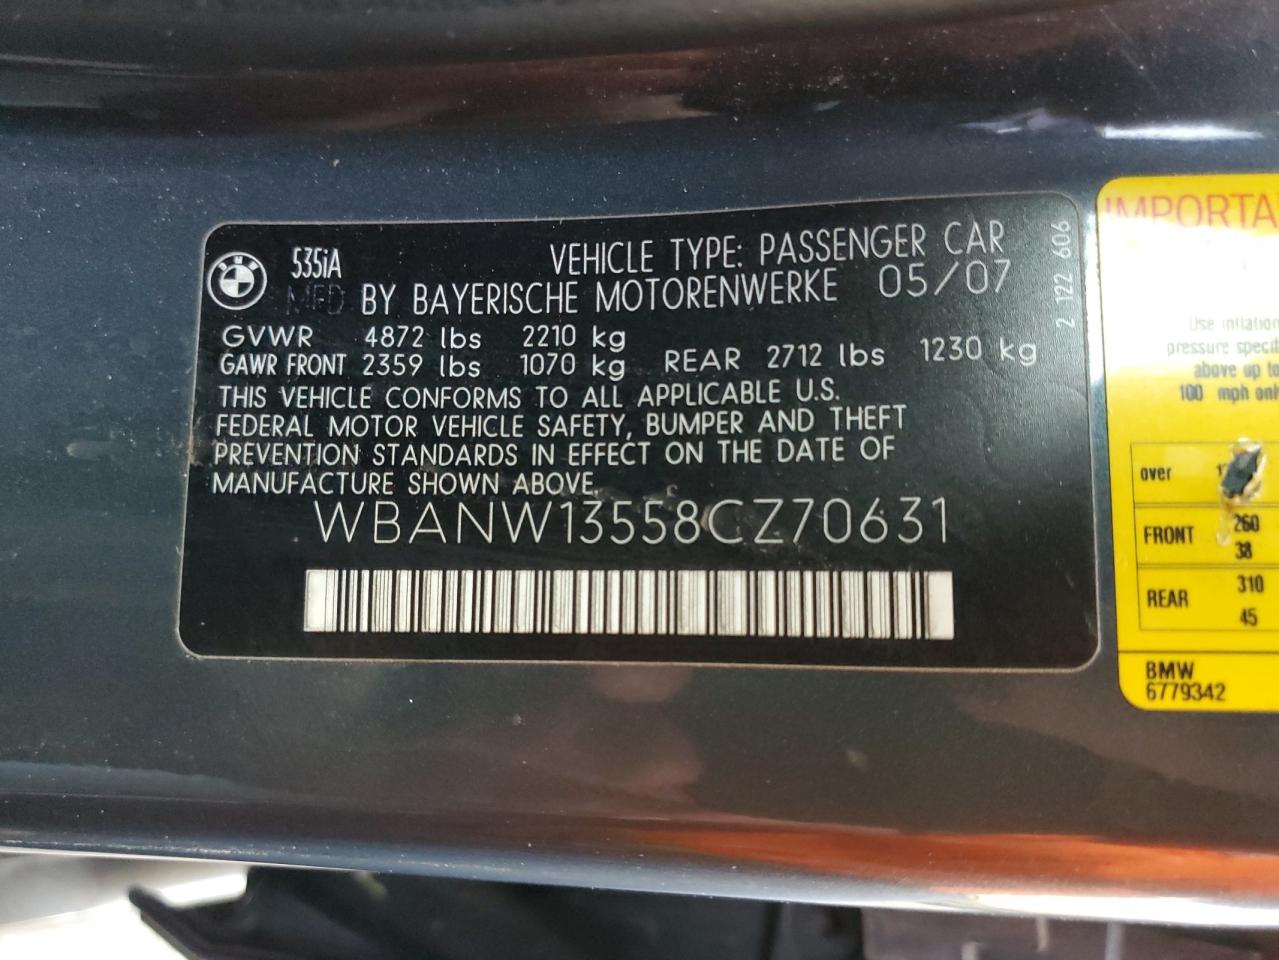 535iA VEHICLE TYPE: PASSENGER CAR
MFD BY BAYERISCHE MOTORENWERKE 05/07
GVWR 4872 lbs 2210 kg
GAWR FRONT 2359 lbs 1070 kg REAR 2712 lbs 1230 kg
THIS VEHICLE CONFORMS TO ALL APPLICABLE U.S.
FEDERAL MOTOR VEHICLE SAFETY, BUMPER AND THEFT
PREVENTION STANDARDS IN EFFECT ON THE DATE OF
MANUFACTURE SHOWN ABOVE.
WBANW13558CZ70631
2 122 606
IMPORTA
Use inflation
pressure specif
above up to
100 mph onl
over
FRONT 260
38
REAR 310
45
BMW
6779342